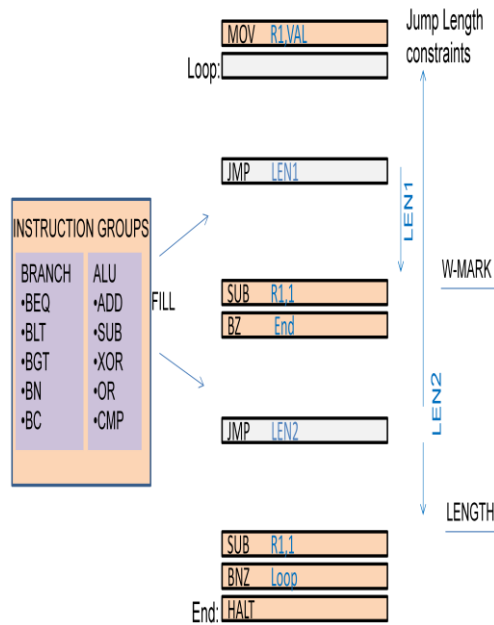 MOV R1,VAL
Jump Length
constraints
Loop:
JMP LEN1
LEN1
INSTRUCTION GROUPS
BRANCH
•BEQ
•BLT
•BGT
•BN
•BC
ALU
•ADD
•SUB
•XOR
•OR
•CMP
FILL
W-MARK
SUB R1,1
BZ End
LEN2
JMP LEN2
LENGTH
SUB R1,1
BNZ Loop
End: HALT